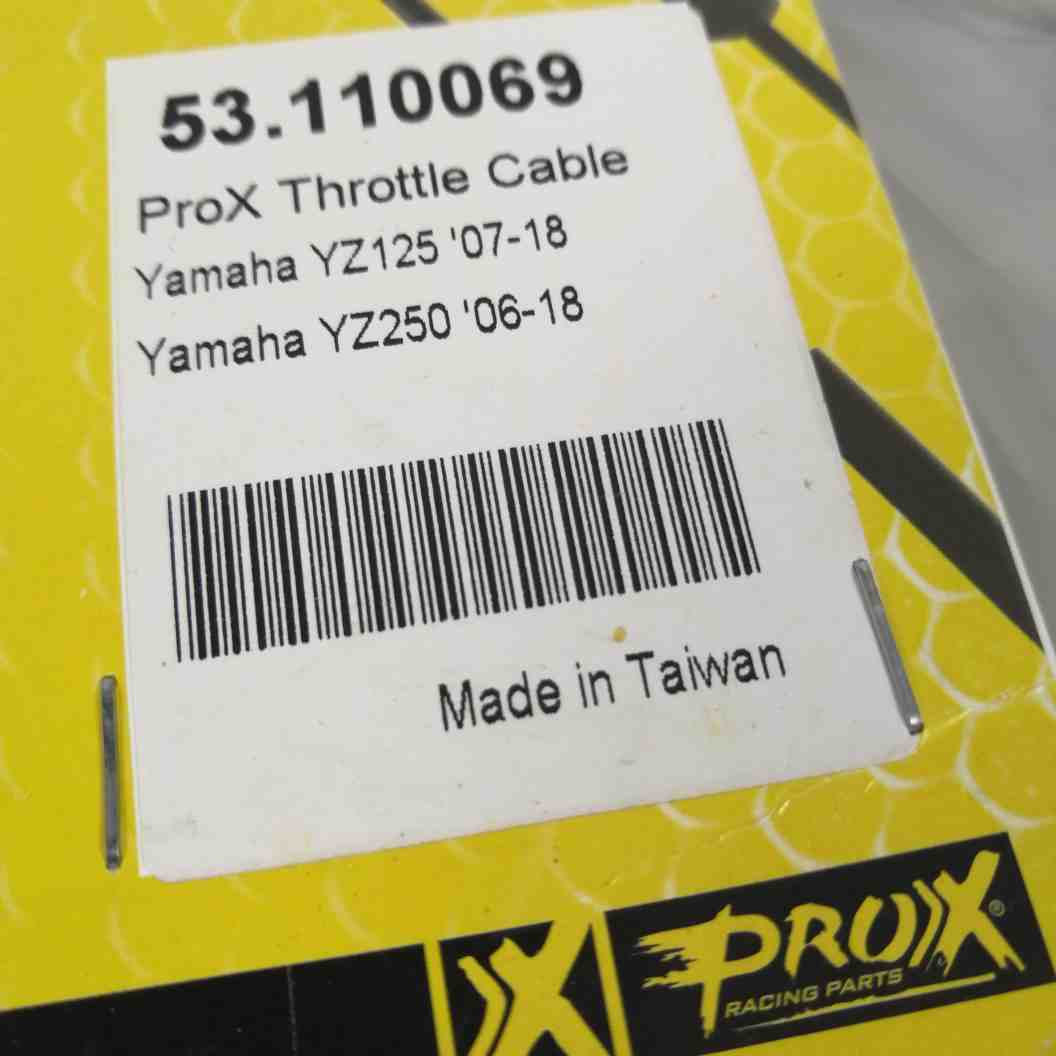 53.110069
ProX Throttle Cable
Yamaha YZ125 '07-18
Yamaha YZ250 '06-18
Made in Taiwan
PROX®
RACING PARTS